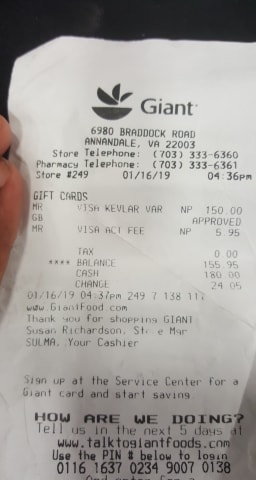 Giant
6980 BRADDOCK ROAD
ANNANDALE, VA 22003
Store Telephone: (703) 333-6360
Pharmacy Telephone: (703) 333-6361
Store #249 01/16/19 04:36pm
GIFT CARDS
MR VISA KEVLAR VAR NP 150.00
GB APPROVED
MR VISA ACT FEE NP 5.95
TAX 0.00
**** BALANCE 155.95
CASH 180.00
CHANGE 24.05
01/16/19 04:37pm 249 7 138
www.GiantFood.com
Thank you for shopping GIANT
Susan Richardson, Mgr
SULMA, Your Cashier
Sign up at the Service Center for a
Giant card and start saving.
HOW ARE WE DOING?
Tell us in the next 5 days at
www.talktogiantfoods.com
Use the PIN # below to login
0116 1637 0234 9007 0138